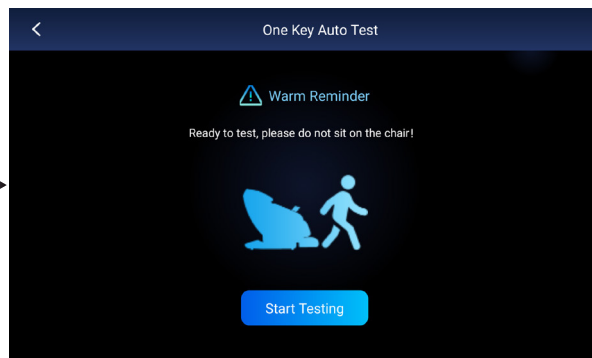 One Key Auto Test
Warm Reminder
Ready to test, please do not sit on the chair!
Start Testing